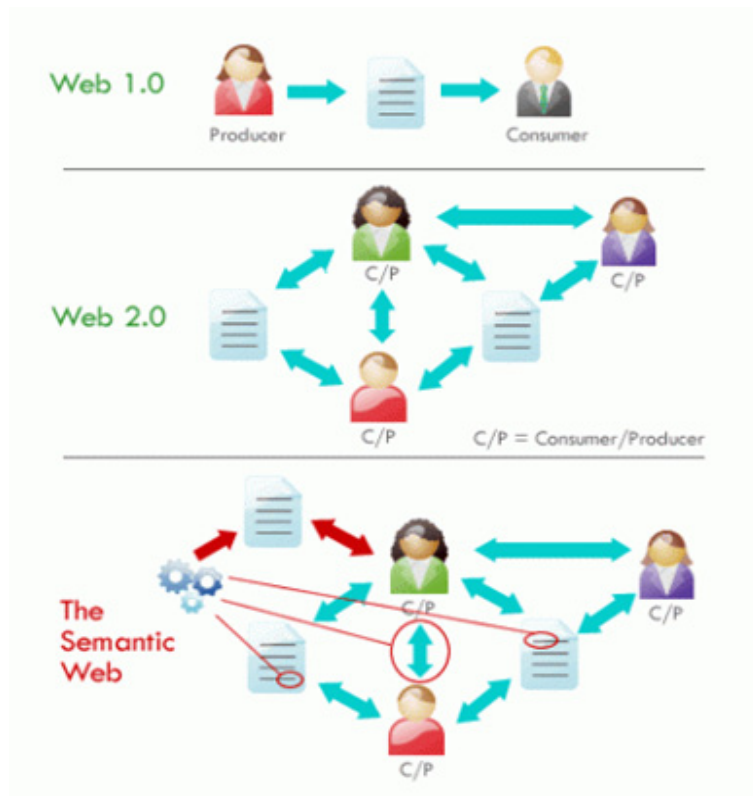 Web 1.0
Producer
Consumer
C/P
C/P
Web 2.0
C/P
C/P = Consumer/Producer
C/P
C/P
The
Semantic
Web
C/P